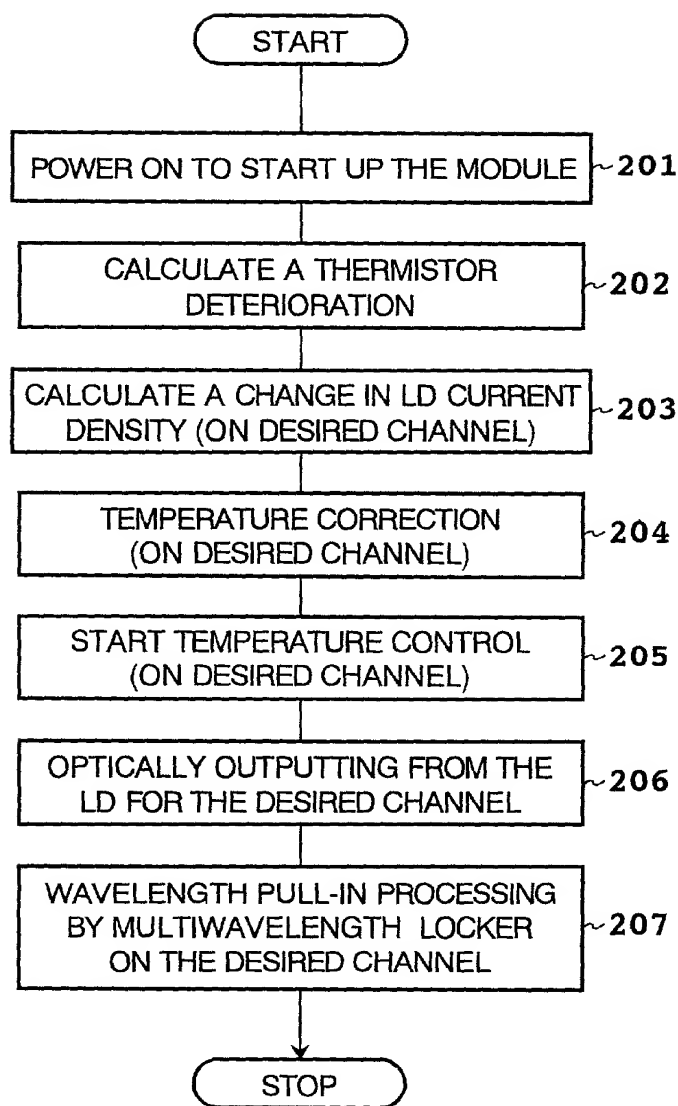 START
POWER ON TO START UP THE MODULE
201
CALCULATE A THERMISTOR
DETERIORATION
202
CALCULATE A CHANGE IN LD CURRENT
DENSITY (ON DESIRED CHANNEL)
203
TEMPERATURE CORRECTION
(ON DESIRED CHANNEL)
204
START TEMPERATURE CONTROL
(ON DESIRED CHANNEL)
205
OPTICALLY OUTPUTTING FROM THE
LD FOR THE DESIRED CHANNEL
206
WAVELENGTH PULL-IN PROCESSING
BY MULTIWAVELENGTH LOCKER
ON THE DESIRED CHANNEL
207
STOP